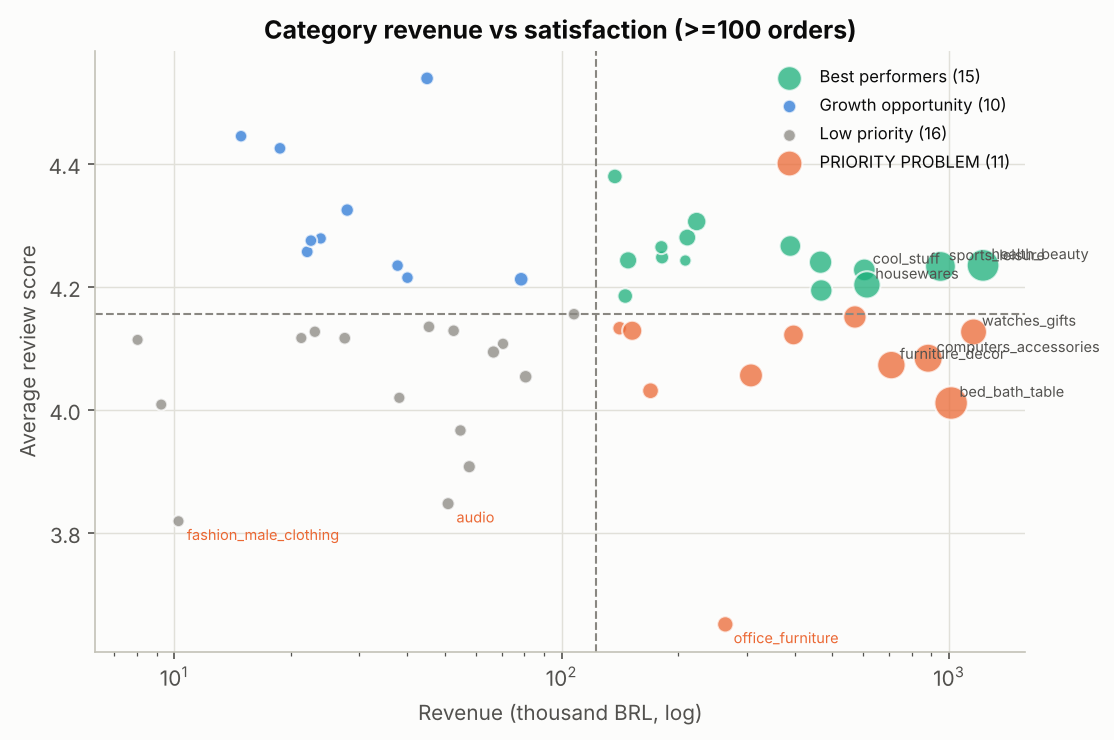 Category revenue vs satisfaction (>=100 orders)
Best performers (15)
Growth opportunity (10)
Low priority (16)
PRIORITY PROBLEM (11)
4.4
4.2
4.0
3.8
Average review score
cool_stuff
sports_leisure
health_beauty
housewares
watches_gifts
computers_accessories
furniture_decor
bed_bath_table
audio
fashion_male_clothing
office_furniture
10¹
10²
10³
Revenue (thousand BRL, log)